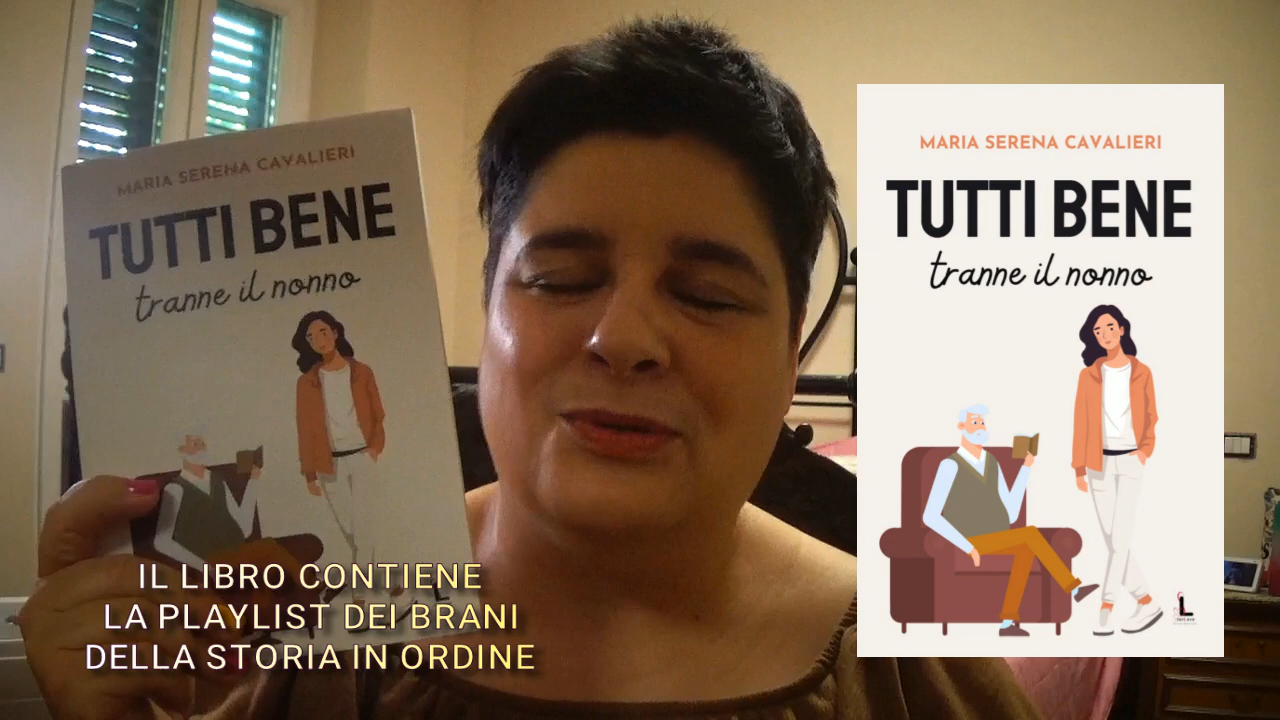 MARIA SERENA CAVALIERI
TUTTI BENE
tranne il nonno
IL LIBRO CONTIENE
LA PLAYLIST DEI BRANI
DELLA STORIA IN ORDINE
MARIA SERENA CAVALIERI
TUTTI BENE
tranne il nonno
L